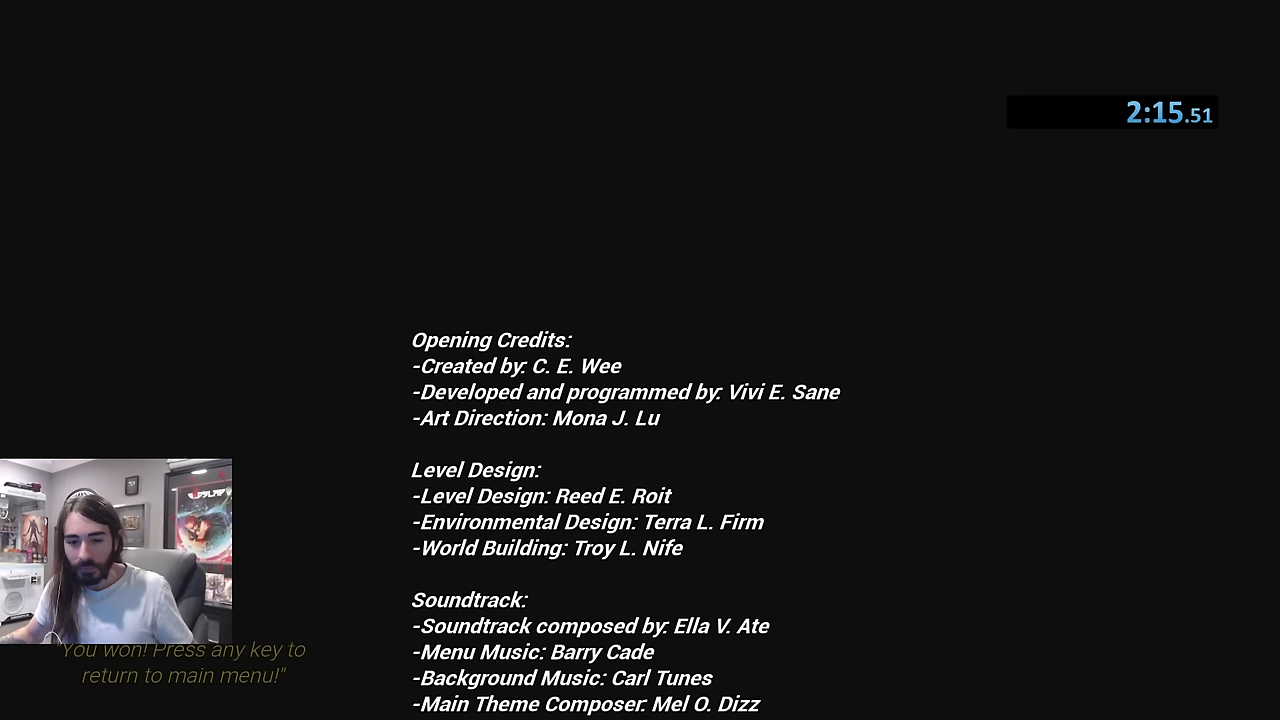 2:15.51
Opening Credits:
-Created by: C. E. Wee
-Developed and programmed by: Vivi E. Sane
-Art Direction: Mona J. Lu
Level Design:
-Level Design: Reed E. Roit
-Environmental Design: Terra L. Firm
-World Building: Troy L. Nife
Soundtrack:
-Soundtrack composed by: Ella V. Ate
-Menu Music: Barry Cade
-Background Music: Carl Tunes
-Main Theme Composer: Mel O. Dizz
"You won! Press any key to
return to main menu!"